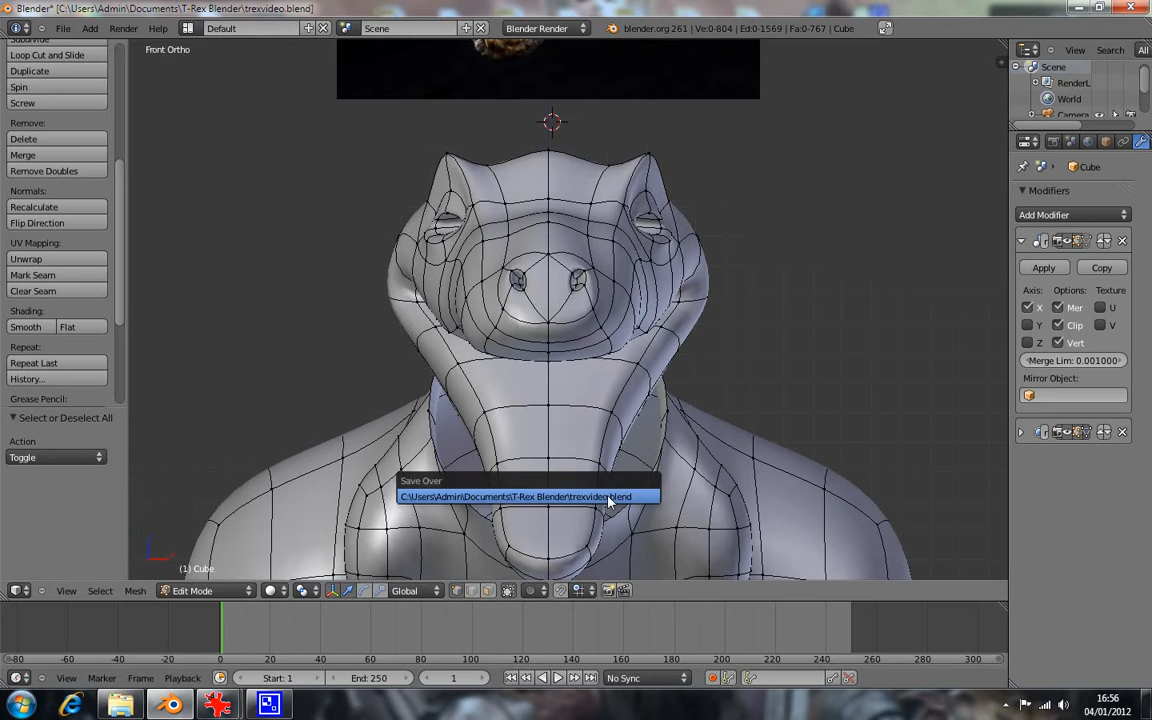 Blender* [C:\Users\Admin\Documents\T-Rex Blender\trexvideo.blend]
File Add Render Help Default Scene Blender Render blender.org 261 | Ve:0-804 | Ed:0-1569 | Fa:0-767 | Cube
Loop Cut and Slide
Duplicate
Spin
Screw
Remove:
Delete
Merge
Remove Doubles
Normals:
Recalculate
Flip Direction
UV Mapping:
Unwrap
Mark Seam
Clear Seam
Shading:
Smooth Flat
Repeat:
Repeat Last
History...
Grease Pencil:
Select or Deselect All
Action
Toggle
Front Ortho
Save Over
C:\Users\Admin\Documents\T-Rex Blender\trexvideo.blend
(1) Cube
View Select Mesh Edit Mode Global
View Search All
Scene
RenderL
World
Camera
Cube
Modifiers
Add Modifier
Apply Copy
Axis: Options: Texture
X Mer U
Y Clip V
Z Vert
Merge Lim: 0.001000
Mirror Object:
-80 -60 -40 -20 0 20 40 60 80 100 120 140 160 180 200 220 240 260 280 300
View Marker Frame Playback Start: 1 End: 250 1 No Sync
16:56
04/01/2012